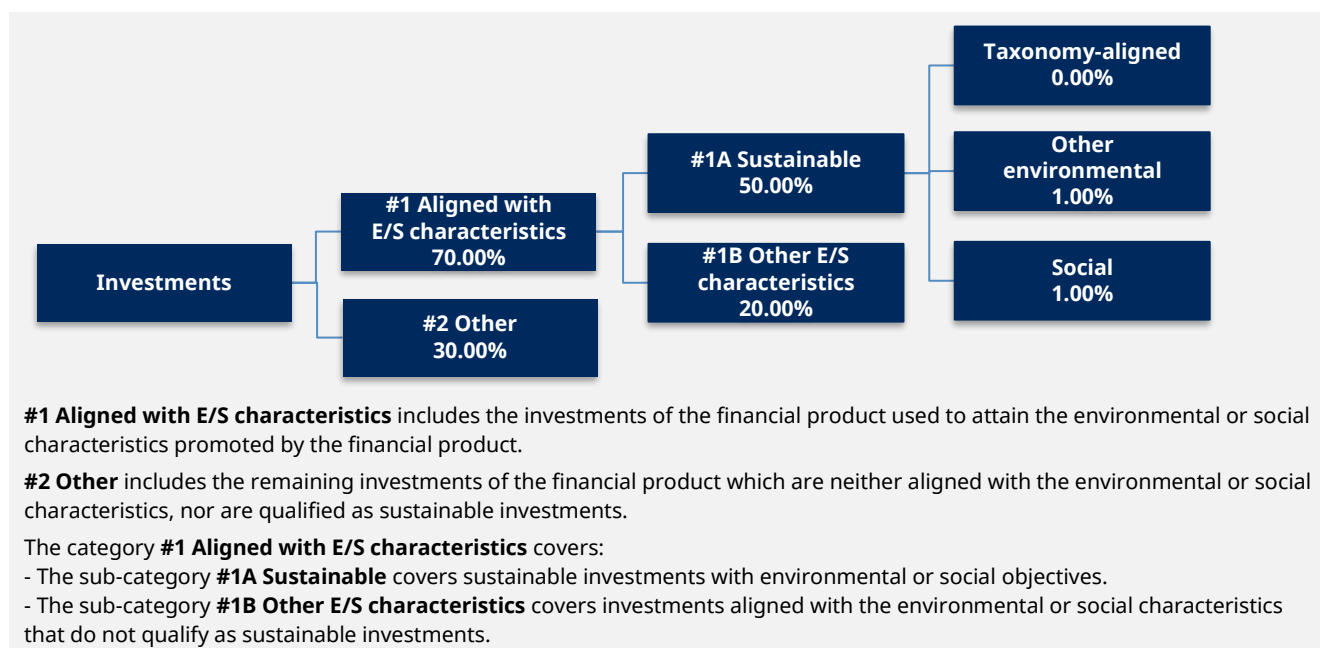 Investments
#1 Aligned with
E/S characteristics
70.00%
#2 Other
30.00%
#1A Sustainable
50.00%
#1B Other E/S
characteristics
20.00%
Taxonomy-aligned
0.00%
Other
environmental
1.00%
Social
1.00%
#1 Aligned with E/S characteristics includes the investments of the financial product used to attain the environmental or social
characteristics promoted by the financial product.
#2 Other includes the remaining investments of the financial product which are neither aligned with the environmental or social
characteristics, nor are qualified as sustainable investments.
The category #1 Aligned with E/S characteristics covers:
- The sub-category #1A Sustainable covers sustainable investments with environmental or social objectives.
- The sub-category #1B Other E/S characteristics covers investments aligned with the environmental or social characteristics
that do not qualify as sustainable investments.